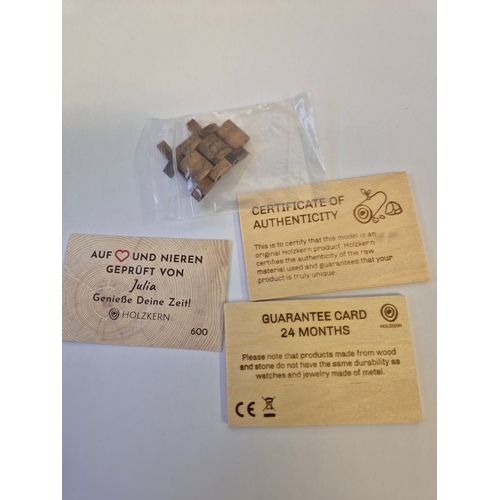 CERTIFICATE OF
AUTHENTICITY
This is to certify that this model is an
original Holzkern product. Holzkern
certifies the authenticity of the raw
material used and guarantees that your
product is truly unique.
AUF ❤ UND NIEREN
GEPRÜFT VON
Julia
Genieße Deine Zeit!
HOLZKERN
600
GUARANTEE CARD
24 MONTHS
HOLZKERN
Please note that products made from wood
and stone do not have the same durability as
watches and jewelry made of metal.
CE